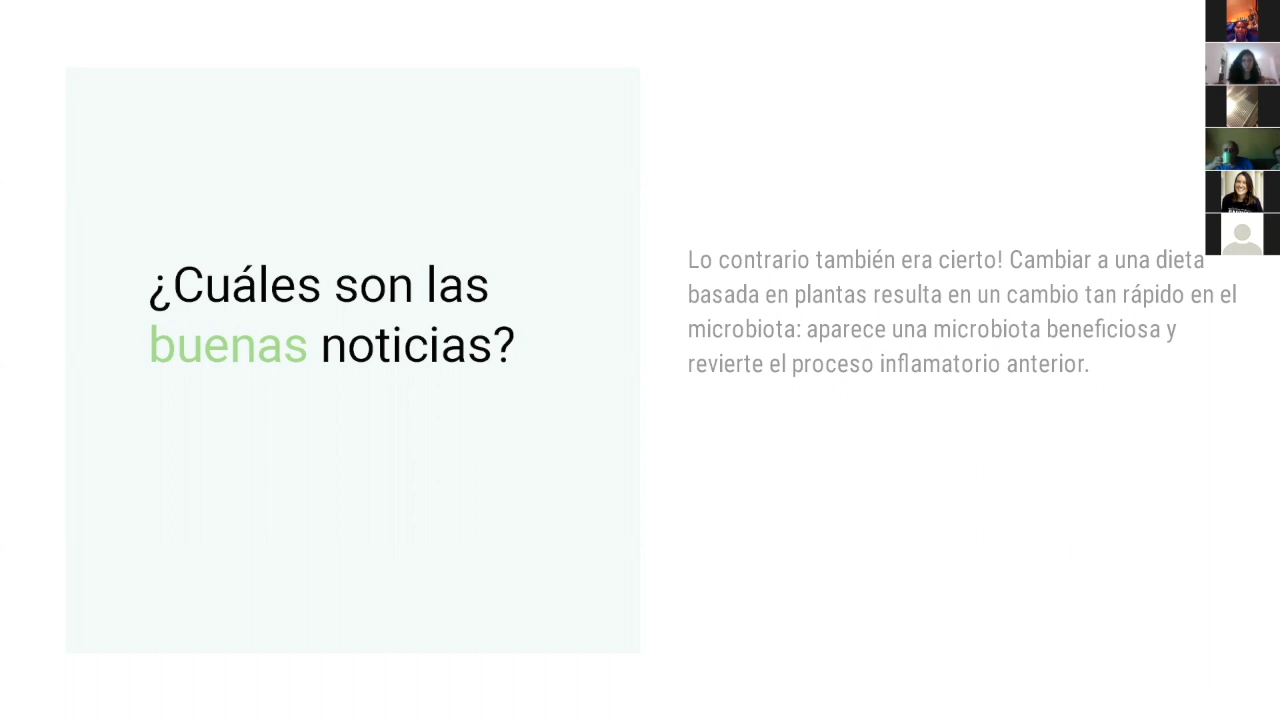 ¿Cuáles son las
buenas noticias?
Lo contrario también era cierto! Cambiar a una dieta
basada en plantas resulta en un cambio tan rápido en el
microbiota: aparece una microbiota beneficiosa y
revierte el proceso inflamatorio anterior.